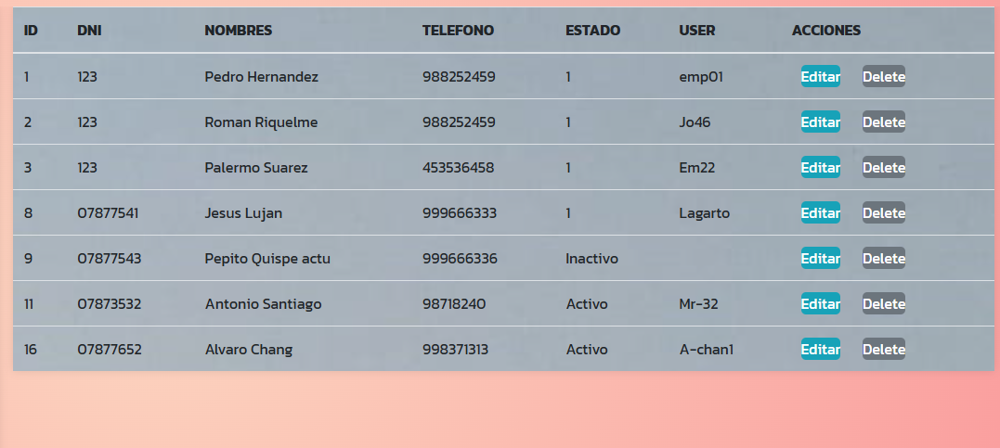 ID DNI NOMBRES TELEFONO ESTADO USER ACCIONES
1 123 Pedro Hernandez 988252459 1 emp01 Editar Delete
2 123 Roman Riquelme 988252459 1 Jo46 Editar Delete
3 123 Palermo Suarez 453536458 1 Em22 Editar Delete
8 07877541 Jesus Lujan 999666333 1 Lagarto Editar Delete
9 07877543 Pepito Quispe actu 999666336 Inactivo Editar Delete
11 07873532 Antonio Santiago 98718240 Activo Mr-32 Editar Delete
16 07877652 Alvaro Chang 998371313 Activo A-chan1 Editar Delete